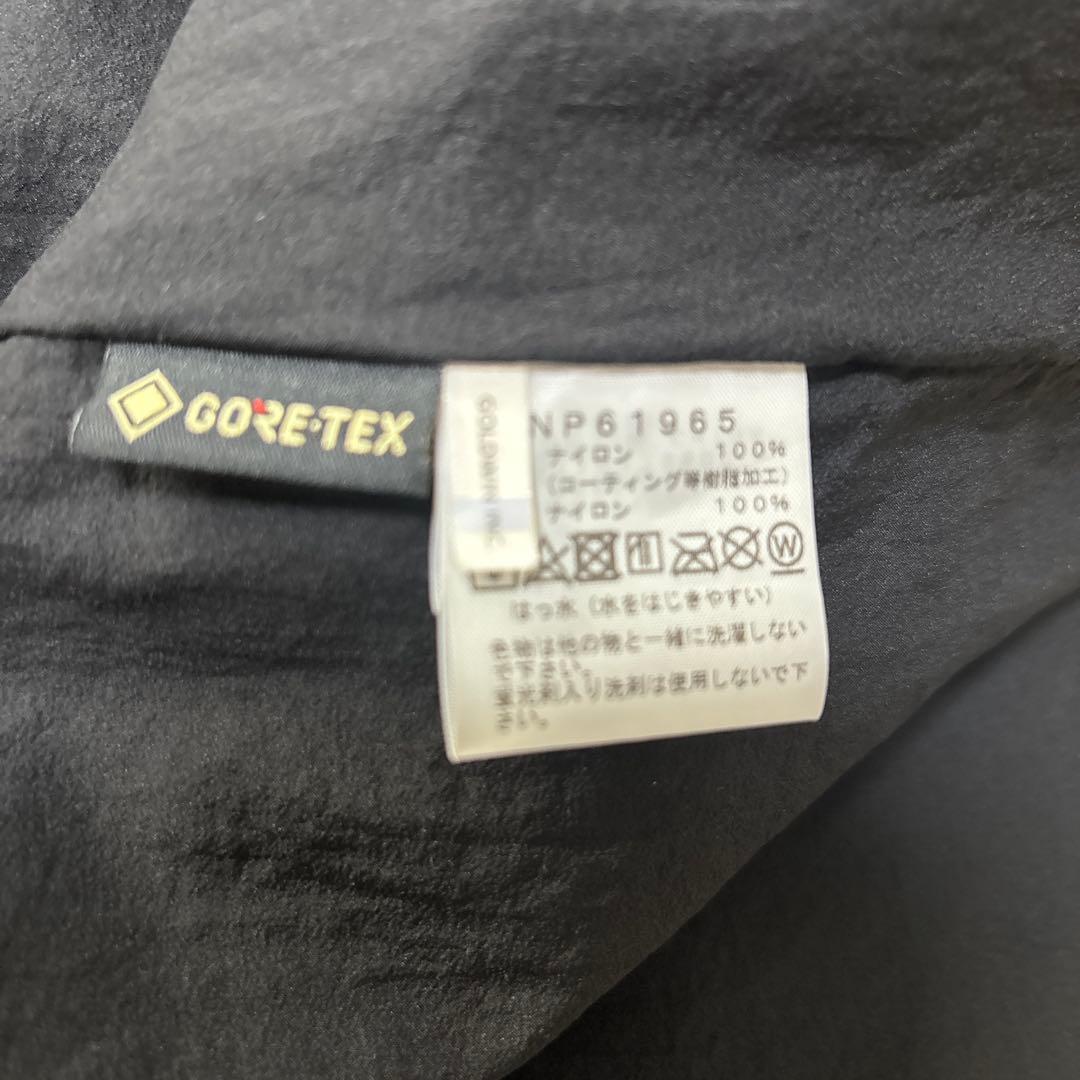 GORE-TEX
GOLDWIN INC
NP61965
ナイロン 100%
(コーティング等樹脂加工)
ナイロン 100%
W
はっ水(水をはじきやすい)
色物は他の物と一緒に洗濯しない
で下さい。
蛍光剤入り洗剤は使用しないで下
さい。